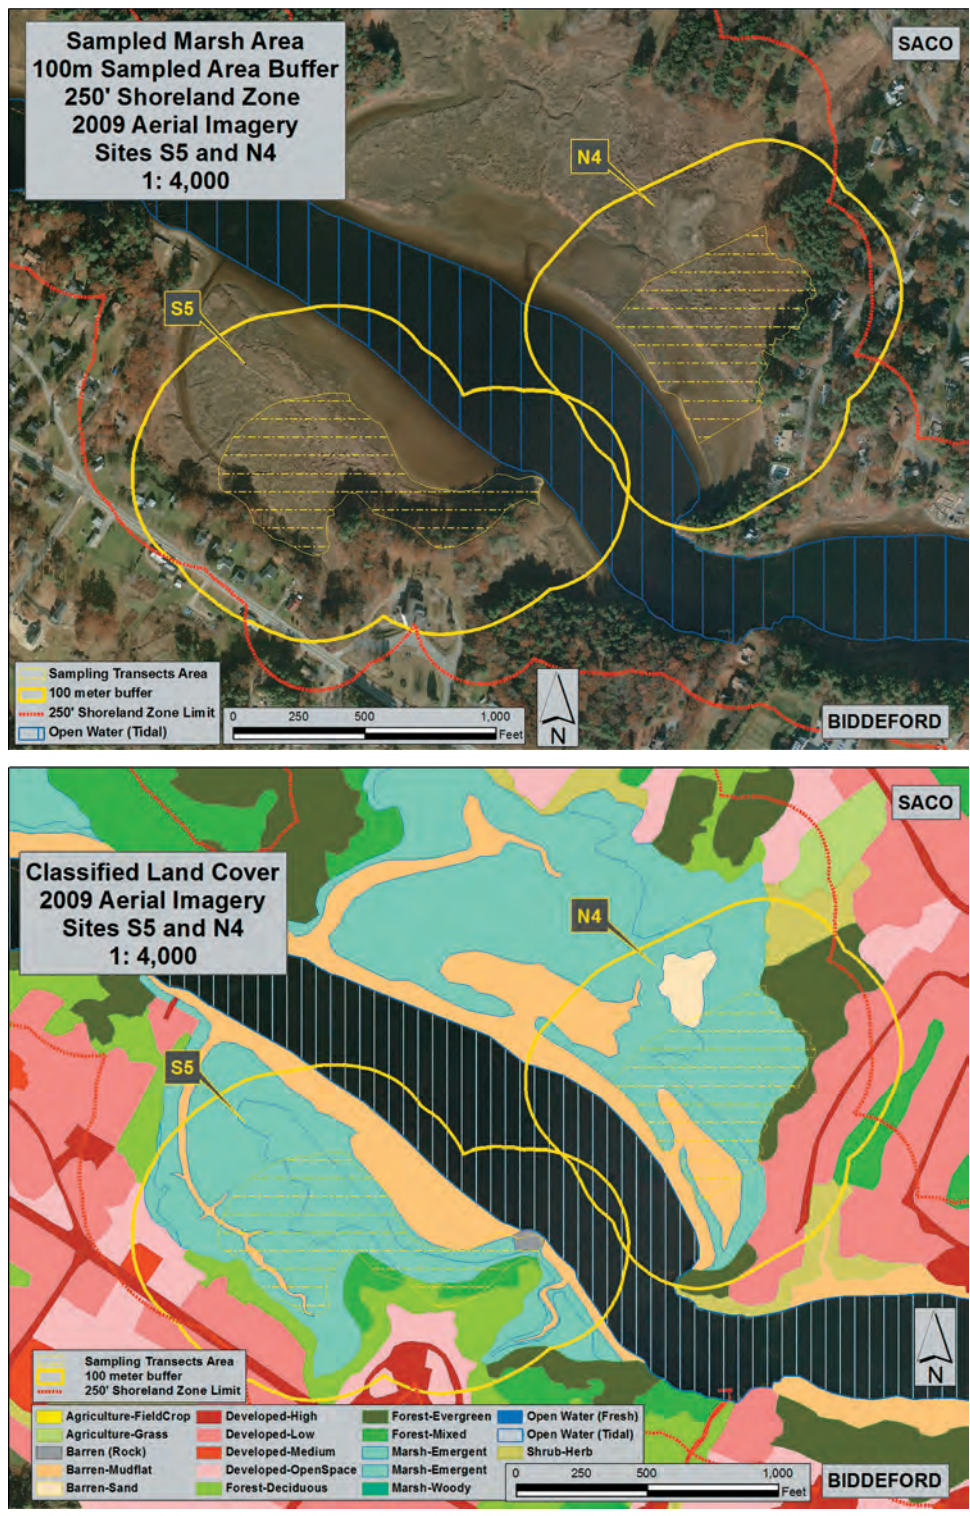 Sampled Marsh Area
100m Sampled Area Buffer
250' Shoreland Zone
2009 Aerial Imagery
Sites S5 and N4
1: 4,000
SACO
N4
S5
Sampling Transects Area
100 meter buffer
250' Shoreland Zone Limit
Open Water (Tidal)
0 250 500 1,000
Feet
N
BIDDEFORD
Classified Land Cover
2009 Aerial Imagery
Sites S5 and N4
1: 4,000
SACO
N4
S5
N
Sampling Transects Area
100 meter buffer
250' Shoreland Zone Limit
Agriculture-FieldCrop
Agriculture-Grass
Barren (Rock)
Barren-Mudflat
Barren-Sand
Developed-High
Developed-Low
Developed-Medium
Developed-OpenSpace
Forest-Deciduous
Forest-Evergreen
Forest-Mixed
Marsh-Emergent
Marsh-Emergent
Marsh-Woody
Open Water (Fresh)
Open Water (Tidal)
Shrub-Herb
0 250 500 1,000
Feet
BIDDEFORD